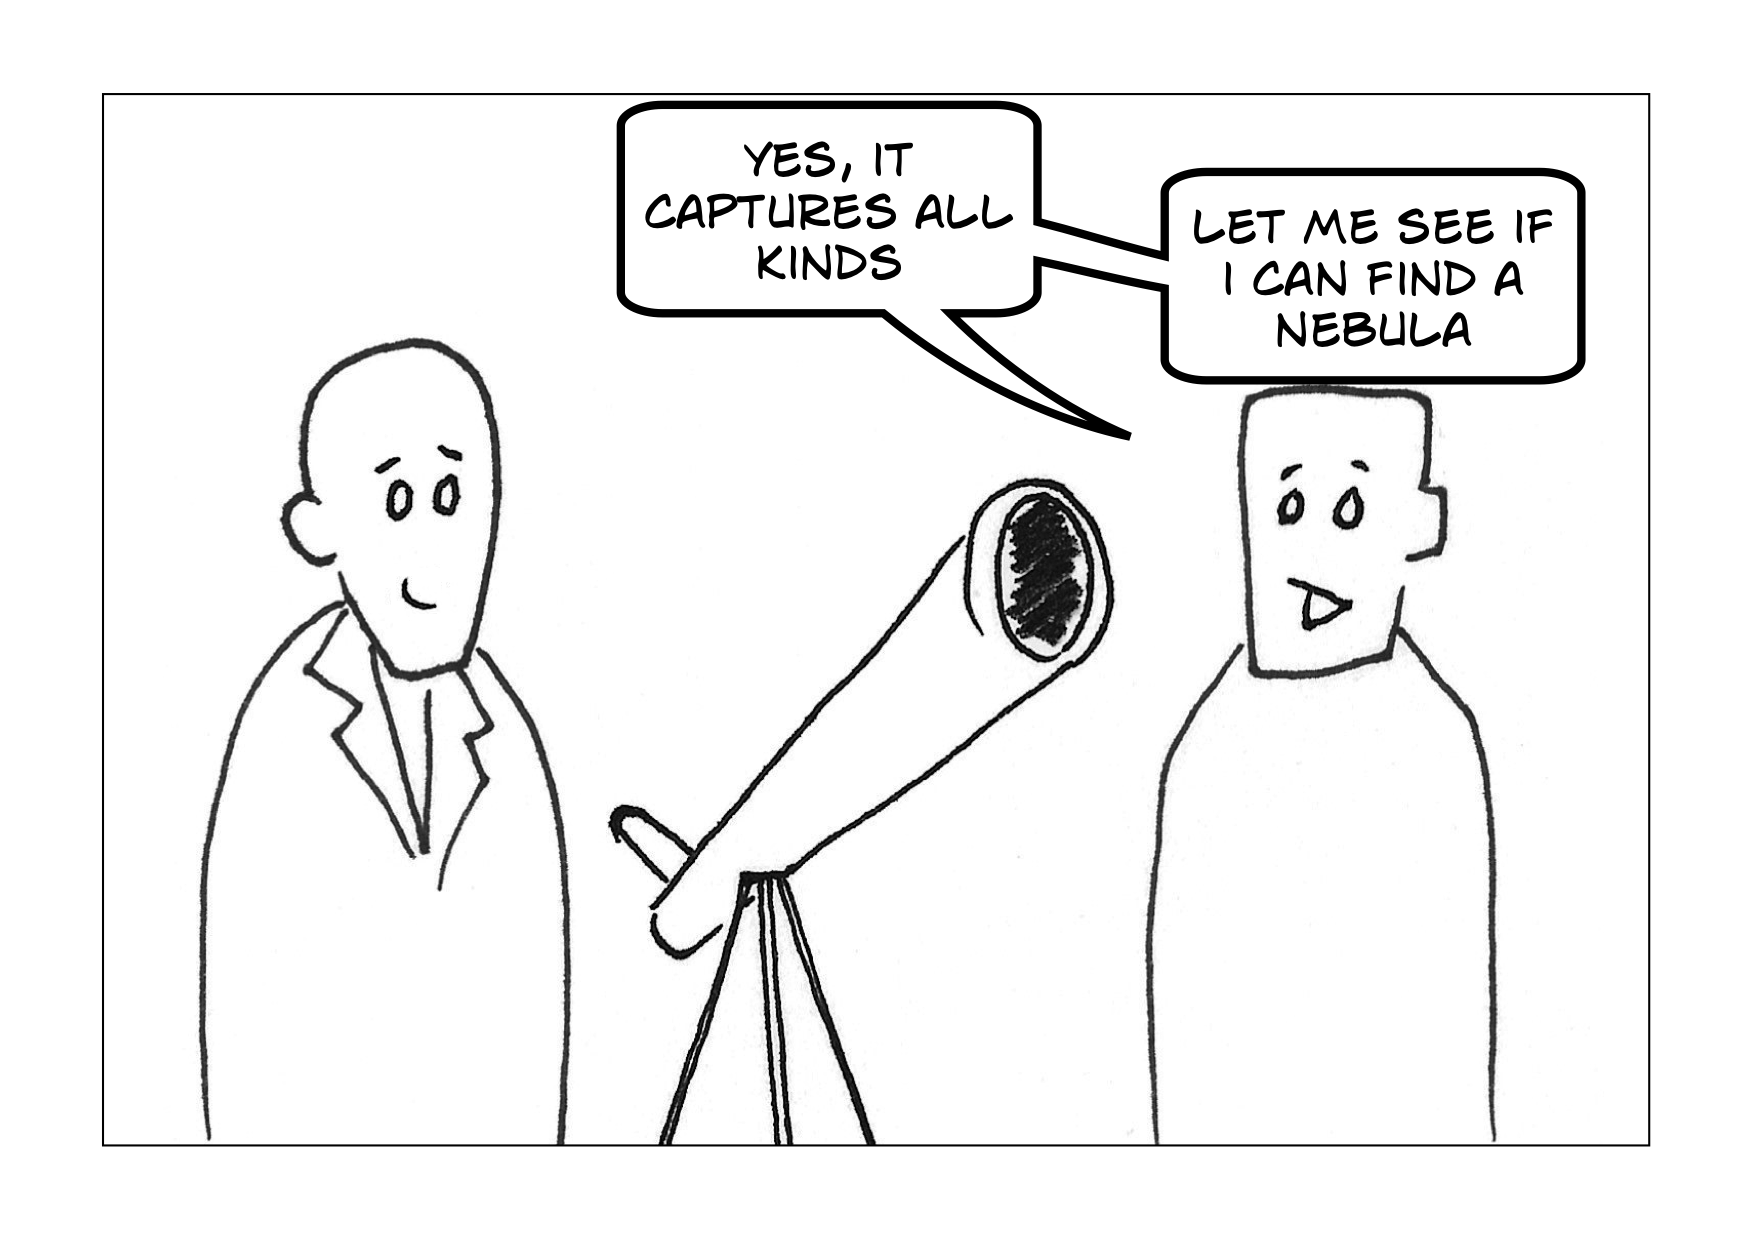 YES, IT
CAPTURES ALL
KINDS
LET ME SEE IF
I CAN FIND A
NEBULA